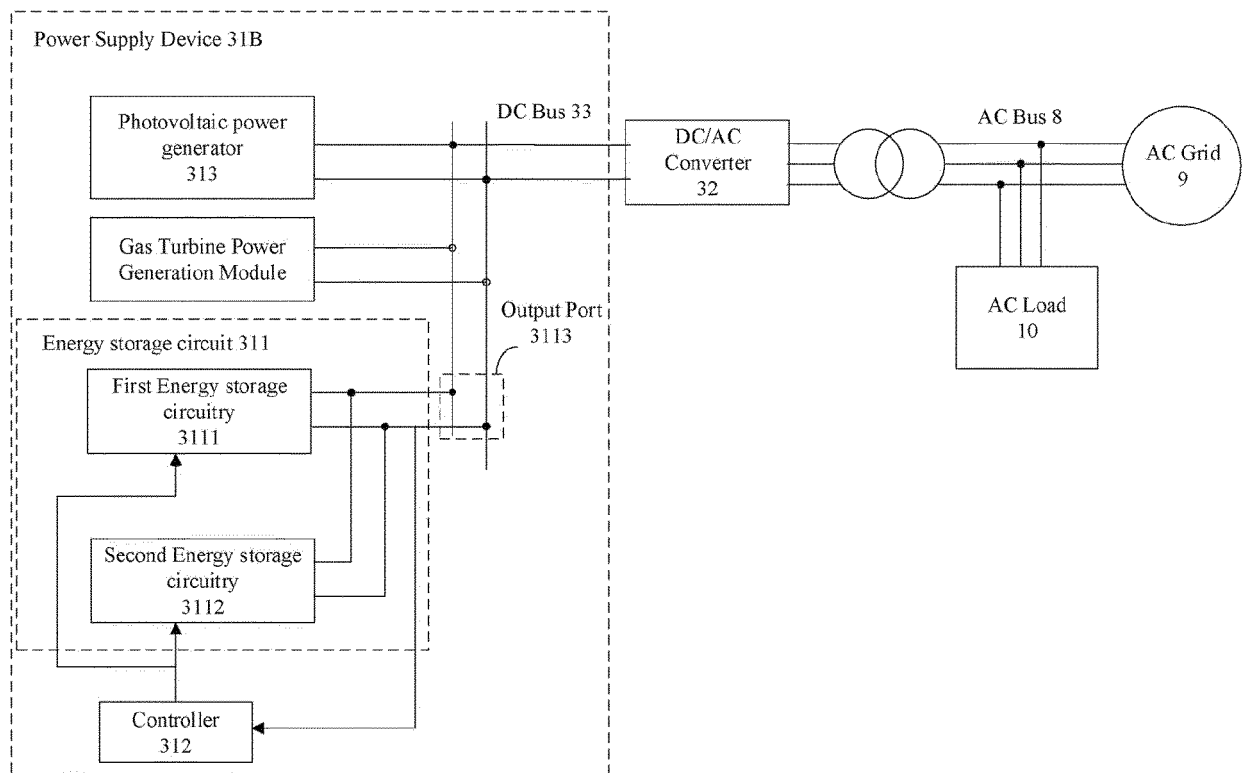 Power Supply Device 31B
Photovoltaic power
generator
313
DC Bus 33
DC/AC
Converter
32
AC Bus 8
AC Grid
9
Gas Turbine Power
Generation Module
Output Port
3113
AC Load
10
Energy storage circuit 311
First Energy storage
circuitry
3111
Second Energy storage
circuitry
3112
Controller
312